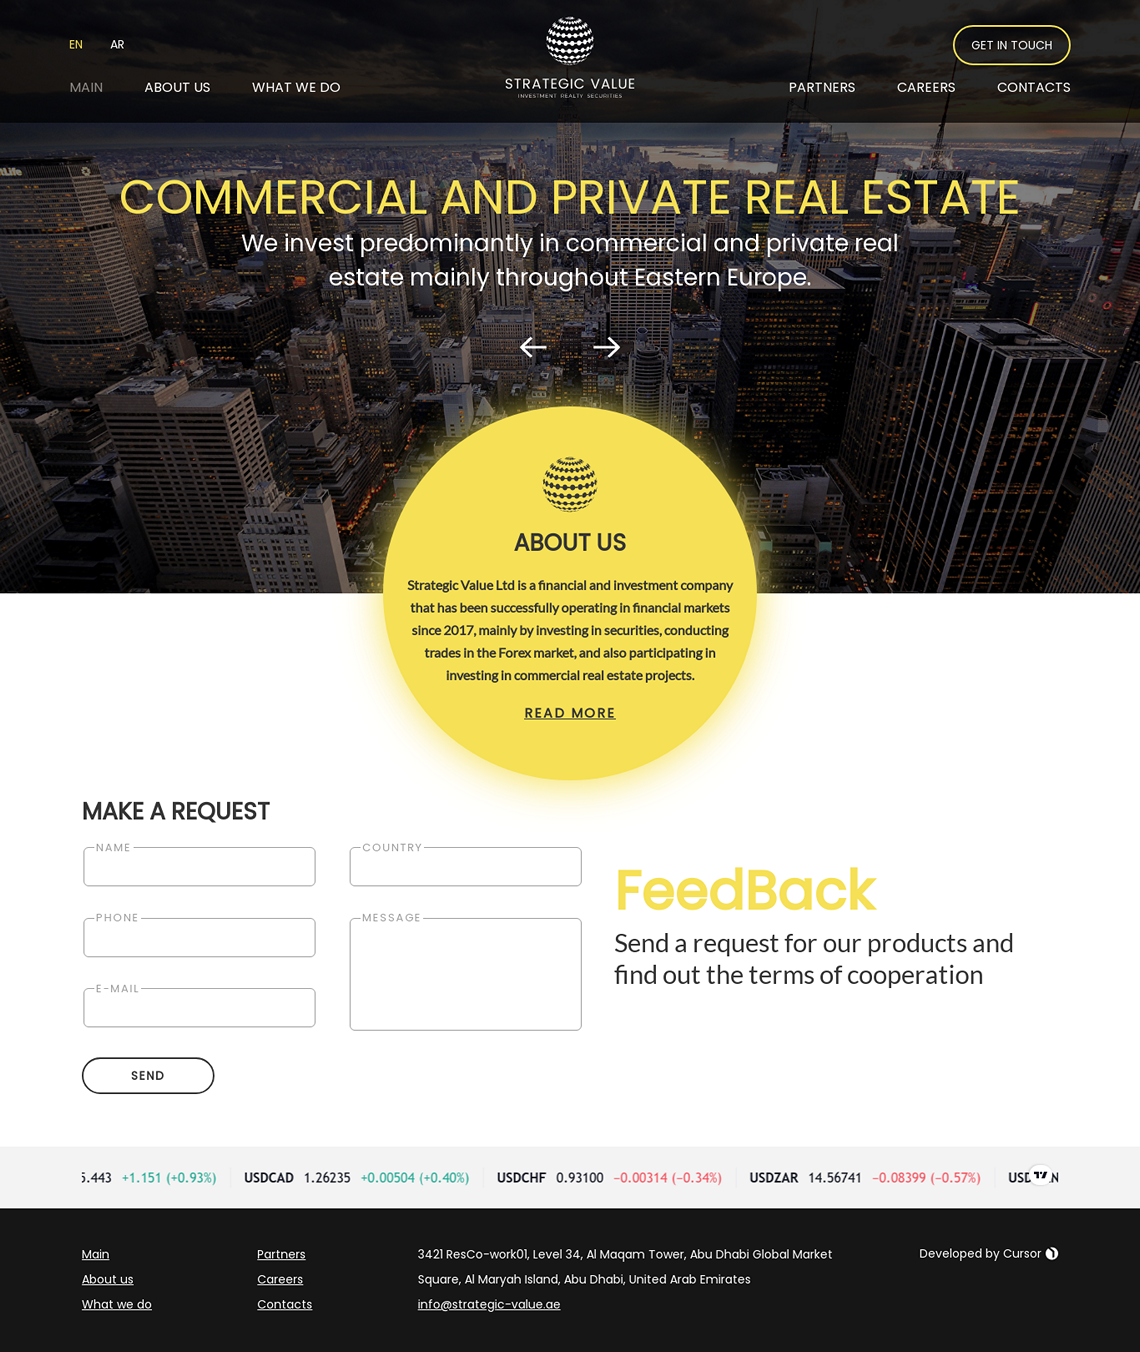 EN AR
GET IN TOUCH
MAIN ABOUT US WHAT WE DO
STRATEGIC VALUE
INVESTMENT REALTY SECURITIES
PARTNERS CAREERS CONTACTS
COMMERCIAL AND PRIVATE REAL ESTATE
We invest predominantly in commercial and private real
estate mainly throughout Eastern Europe.
ABOUT US
Strategic Value Ltd is a financial and investment company
that has been successfully operating in financial markets
since 2017, mainly by investing in securities, conducting
trades in the Forex market, and also participating in
investing in commercial real estate projects.
READ MORE
MAKE A REQUEST
NAME
COUNTRY
PHONE
MESSAGE
E-MAIL
SEND
FeedBack
Send a request for our products and
find out the terms of cooperation
.443 +1.151 (+0.93%) USDCAD 1.26235 +0.00504 (+0.40%) USDCHF 0.93100 −0.00314 (−0.34%) USDZAR 14.56741 −0.08399 (−0.57%)
Main
About us
What we do
Partners
Careers
Contacts
3421 ResCo-work01, Level 34, Al Maqam Tower, Abu Dhabi Global Market
Square, Al Maryah Island, Abu Dhabi, United Arab Emirates
info@strategic-value.ae
Developed by Cursor